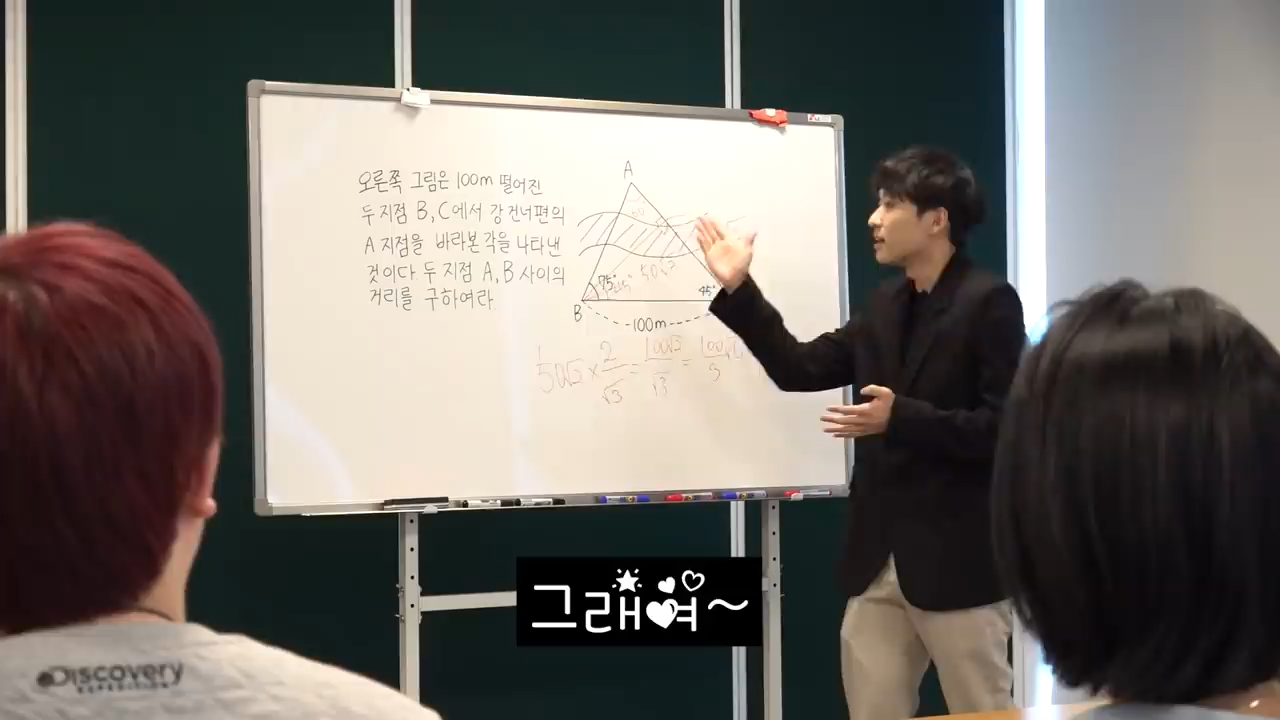 오른쪽 그림은 100m 떨어진
두 지점 B, C에서 강 건너편의
A 지점을 바라본 각을 나타낸
것이다 두 지점 A, B 사이의
거리를 구하여라.
A
75°
45°
B
100m
그래여~
Discovery
EXPEDITION